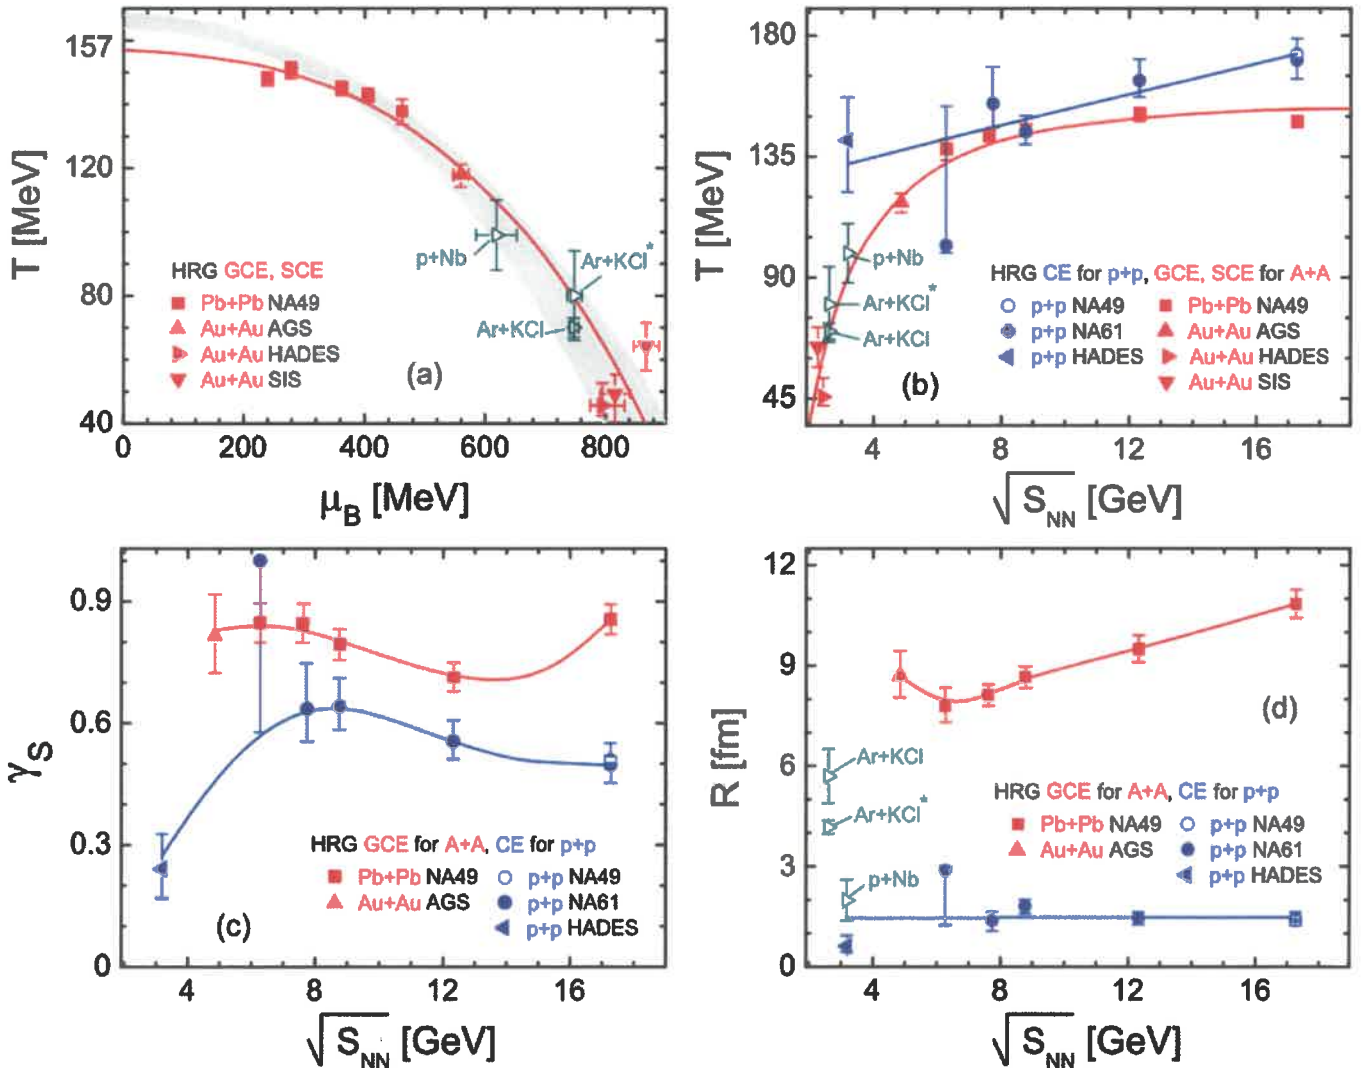 157
120
80
40
T [MeV]
p+Nb
Ar+KCl*
Ar+KCl
HRG GCE, SCE
Pb+Pb NA49
Au+Au AGS
Au+Au HADES
Au+Au SIS
(a)
0 200 400 600 800
μB [MeV]
180
135
90
45
T [MeV]
p+Nb
Ar+KCl*
Ar+KCl
HRG CE for p+p, GCE, SCE for A+A
p+p NA49
p+p NA61
p+p HADES
Pb+Pb NA49
Au+Au AGS
Au+Au HADES
Au+Au SIS
(b)
4 8 12 16
√SNN [GeV]
0.9
0.6
0.3
0
γS
HRG GCE for A+A, CE for p+p
Pb+Pb NA49
Au+Au AGS
p+p NA49
p+p NA61
p+p HADES
(c)
4 8 12 16
√SNN [GeV]
12
9
6
3
0
R [fm]
(d)
Ar+KCl
Ar+KCl*
p+Nb
HRG GCE for A+A, CE for p+p
Pb+Pb NA49
Au+Au AGS
p+p NA49
p+p NA61
p+p HADES
4 8 12 16
√SNN [GeV]